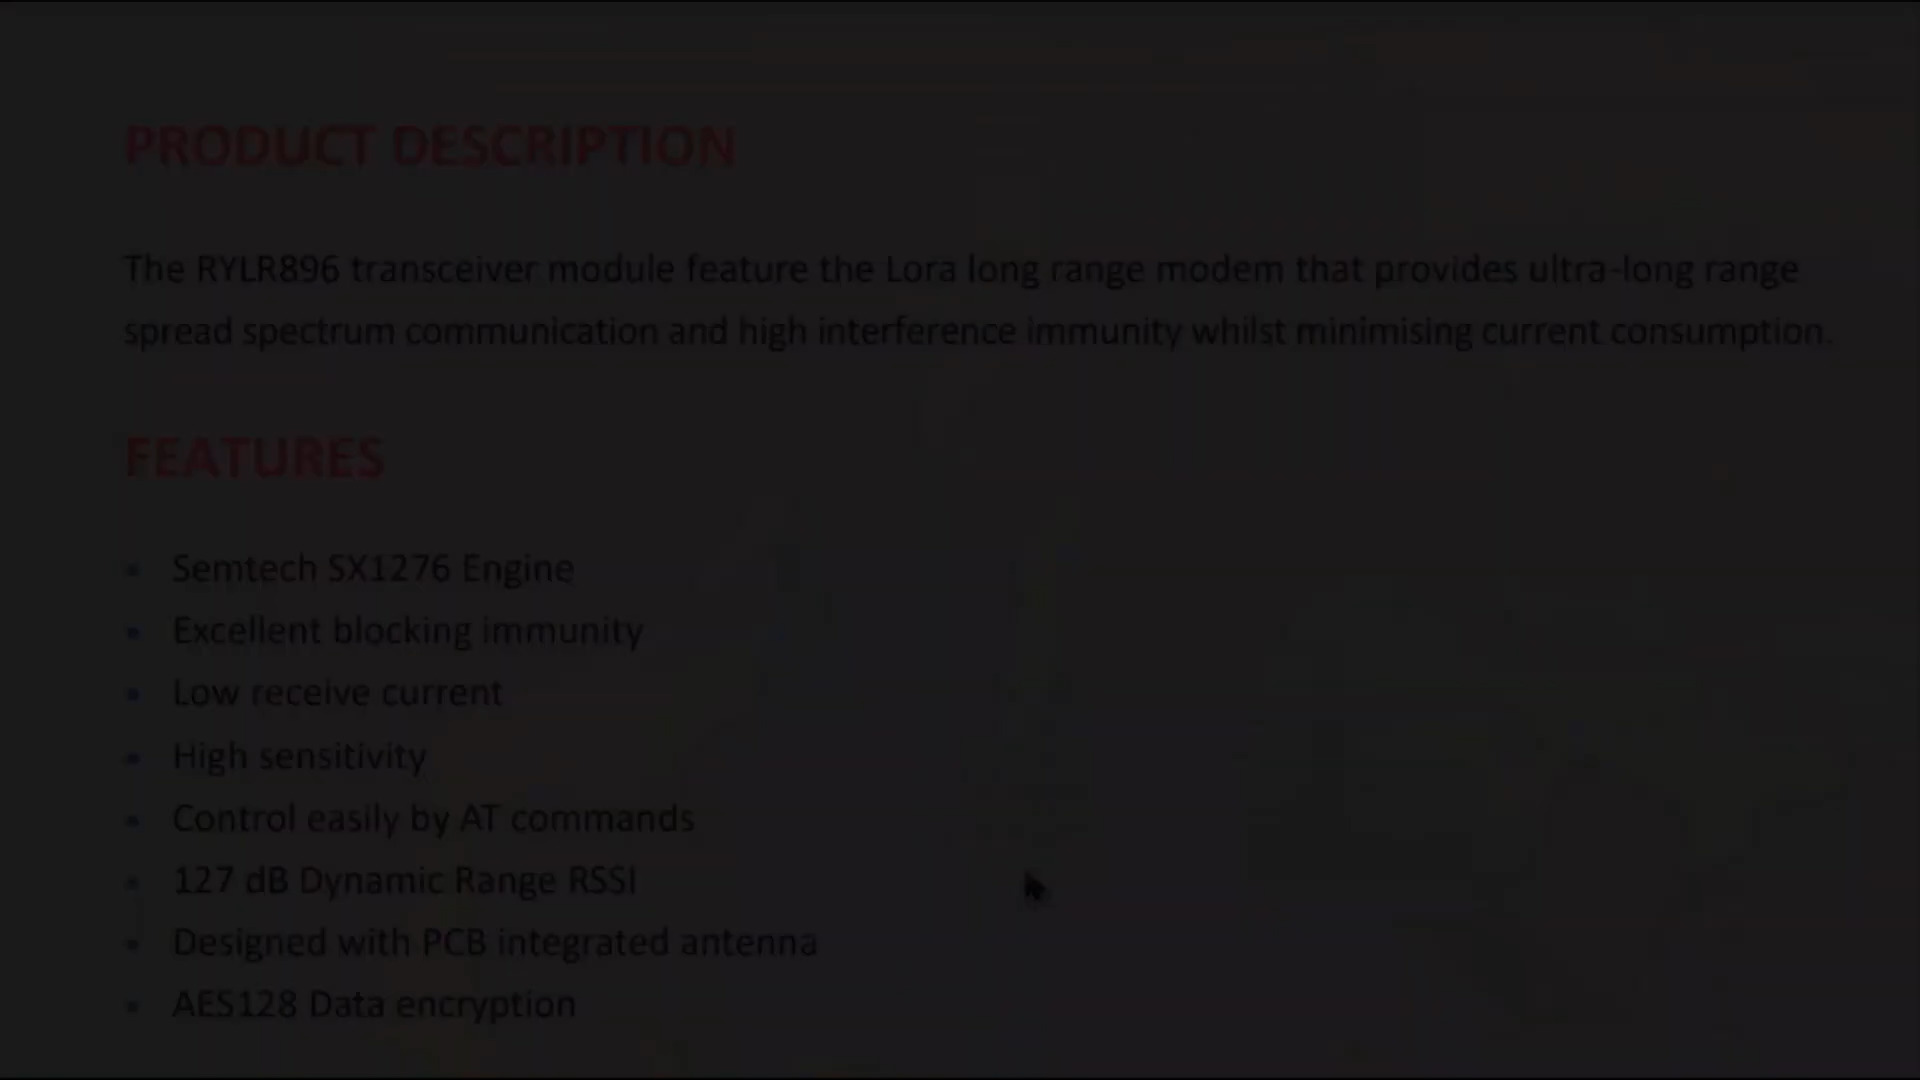 PRODUCT DESCRIPTION
The RYLR896 transceiver module feature the Lora long range modem that provides ultra-long range
spread spectrum communication and high interference immunity whilst minimising current consumption.
FEATURES
• Semtech SX1276 Engine
• Excellent blocking immunity
• Low receive current
• High sensitivity
• Control easily by AT commands
• 127 dB Dynamic Range RSSI
• Designed with PCB integrated antenna
• AES128 Data encryption